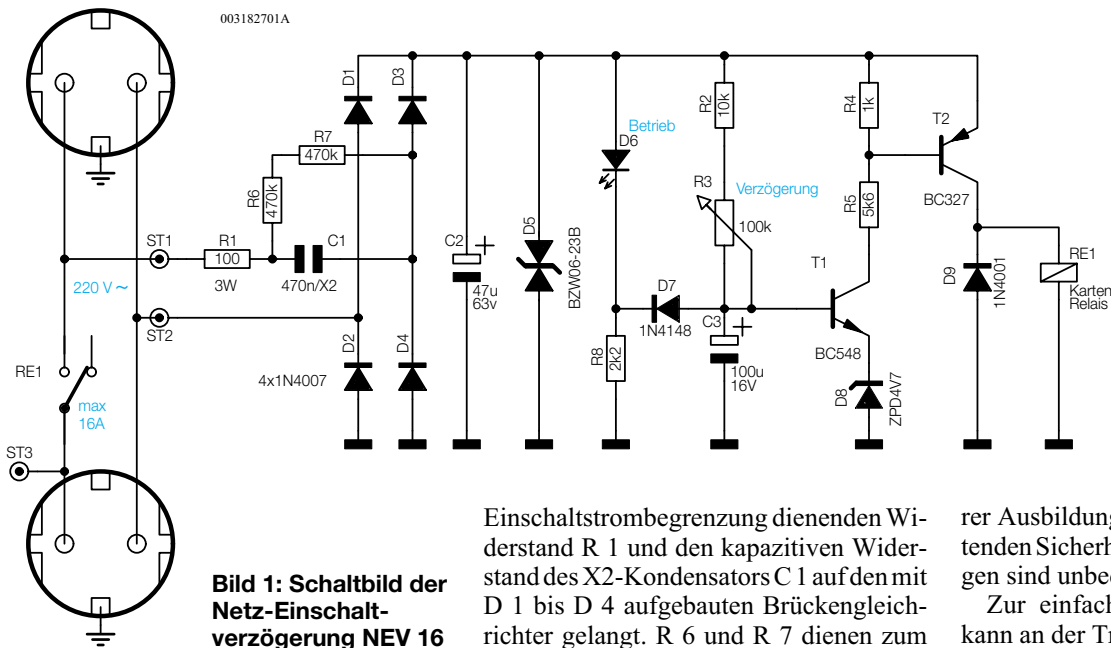 003182701A
D1
D3
R7
470k
R6
470k
ST1
R1
100
3W
C1
470n/X2
220 V ~
ST2
RE1
max
16A
ST3
D2
D4
4x1N4007
C2
+
47u
63v
D5
BZW06-23B
Betrieb
D6
R8
2k2
D7
1N4148
R2
10k
R3
Verzögerung
100k
C3
+
100u
16V
R4
1k
R5
5k6
T1
BC548
D8
ZPD4V7
T2
BC327
D9
1N4001
RE1
Karten
Relais
Bild 1: Schaltbild der
Netz-Einschalt-
verzögerung NEV 16
Einschaltstrombegrenzung dienenden Wi-
derstand R 1 und den kapazitiven Wider-
stand des X2-Kondensators C 1 auf den mit
D 1 bis D 4 aufgebauten Brückengleich-
richter gelangt. R 6 und R 7 dienen zum
rer Ausbildung
tenden Sicherh
gen sind unbed
Zur einfach
kann an der Tr